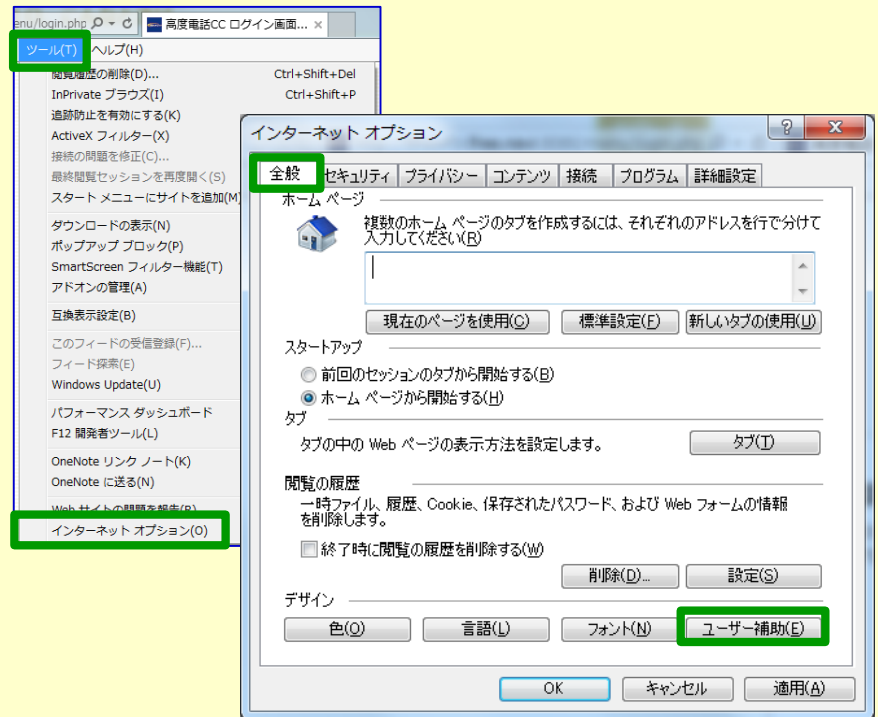 enu/login.php
高度電話CC ログイン画面...
ツール(T) ヘルプ(H)
閲覧履歴の削除(D)... Ctrl+Shift+Del
InPrivate ブラウズ(I) Ctrl+Shift+P
追跡防止を有効にする(K)
ActiveX フィルター(X)
接続の問題を修正(C)...
最終閲覧セッションを再度開く(S)
スタート メニューにサイトを追加(M
ダウンロードの表示(N)
ポップアップ ブロック(P)
SmartScreen フィルター機能(T)
アドオンの管理(A)
互換表示設定(B)
このフィードの受信登録(F)...
フィード探索(E)
Windows Update(U)
パフォーマンス ダッシュボード
F12 開発者ツール(L)
OneNote リンク ノート(K)
OneNote に送る(N)
Web サイトの問題を報告(R)
インターネット オプション(O)
インターネット オプション
全般 セキュリティ プライバシー コンテンツ 接続 プログラム 詳細設定
ホーム ページ
複数のホーム ページのタブを作成するには、それぞれのアドレスを行で分けて
入力してください(R)
現在のページを使用(C) 標準設定(F) 新しいタブの使用(U)
スタートアップ
前回のセッションのタブから開始する(B)
ホーム ページから開始する(H)
タブ
タブの中の Web ページの表示方法を設定します。 タブ(T)
閲覧の履歴
一時ファイル、履歴、Cookie、保存されたパスワード、および Web フォームの情報
を削除します。
終了時に閲覧の履歴を削除する(W)
削除(D)... 設定(S)
デザイン
色(O) 言語(L) フォント(N) ユーザー補助(E)
OK キャンセル 適用(A)